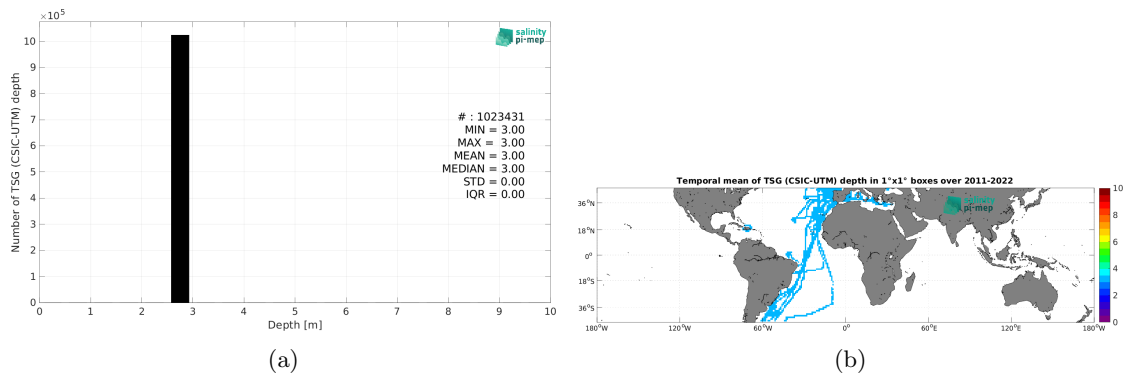 ×10^5
10
9
8
7
6
5
4
3
2
1
0
Number of TSG (CSIC-UTM) depth
salinity
pi-mep
# : 1023431
MIN = 3.00
MAX = 3.00
MEAN = 3.00
MEDIAN = 3.00
STD = 0.00
IQR = 0.00
0 1 2 3 4 5 6 7 8 9 10
Depth [m]
(a)
Temporal mean of TSG (CSIC-UTM) depth in 1°x1° boxes over 2011-2022
salinity
pi-mep
36°N
18°N
0°
18°S
36°S
180°W 120°W 60°W 0° 60°E 120°E 180°W
10
8
6
4
2
0
(b)